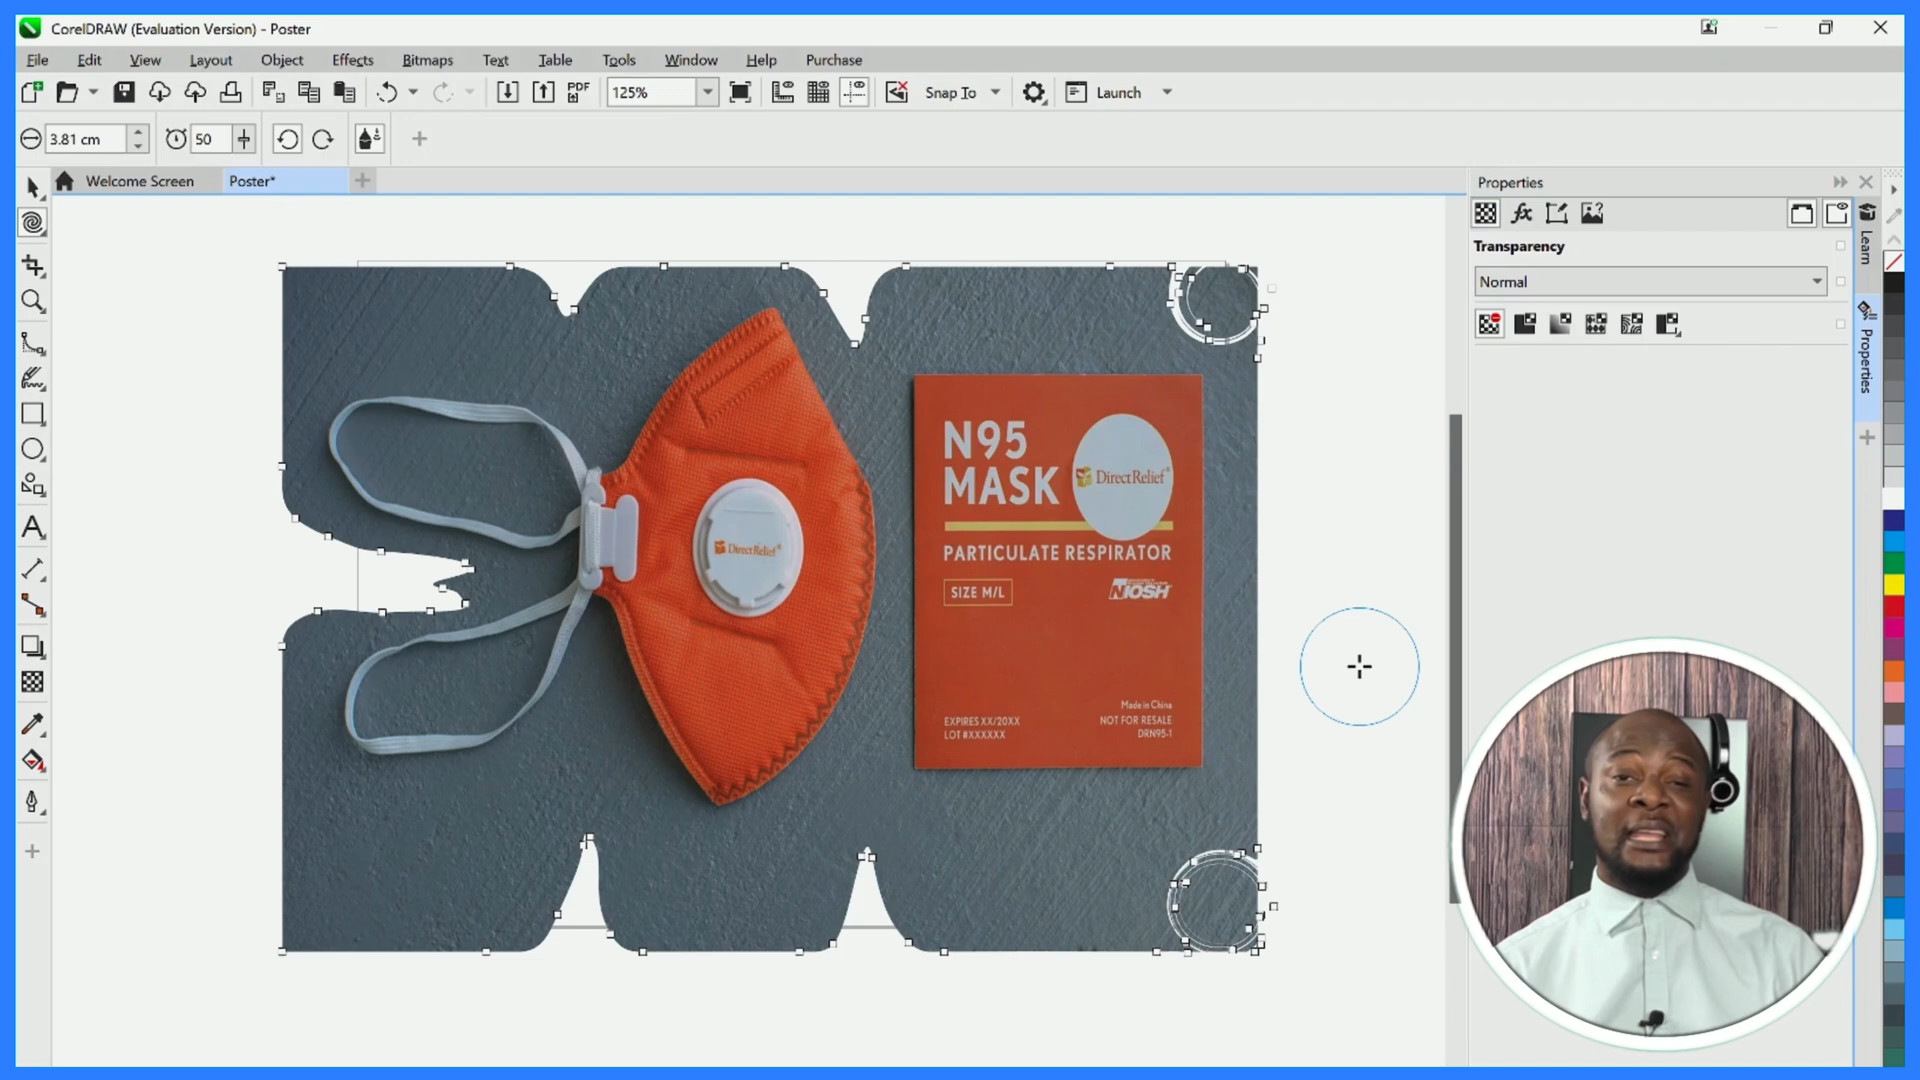 CorelDRAW (Evaluation Version) - Poster
File Edit View Layout Object Effects Bitmaps Text Table Tools Window Help Purchase
PDF 125% Snap To Launch
3.81 cm 50
Welcome Screen Poster*
Properties
Transparency
Normal
Learn
Properties
N95
MASK
DirectRelief®
PARTICULATE RESPIRATOR
SIZE M/L
NIOSH
Made in China
EXPIRES XX/20XX NOT FOR RESALE
LOT #XXXXXX DRN95-1
DirectRelief®